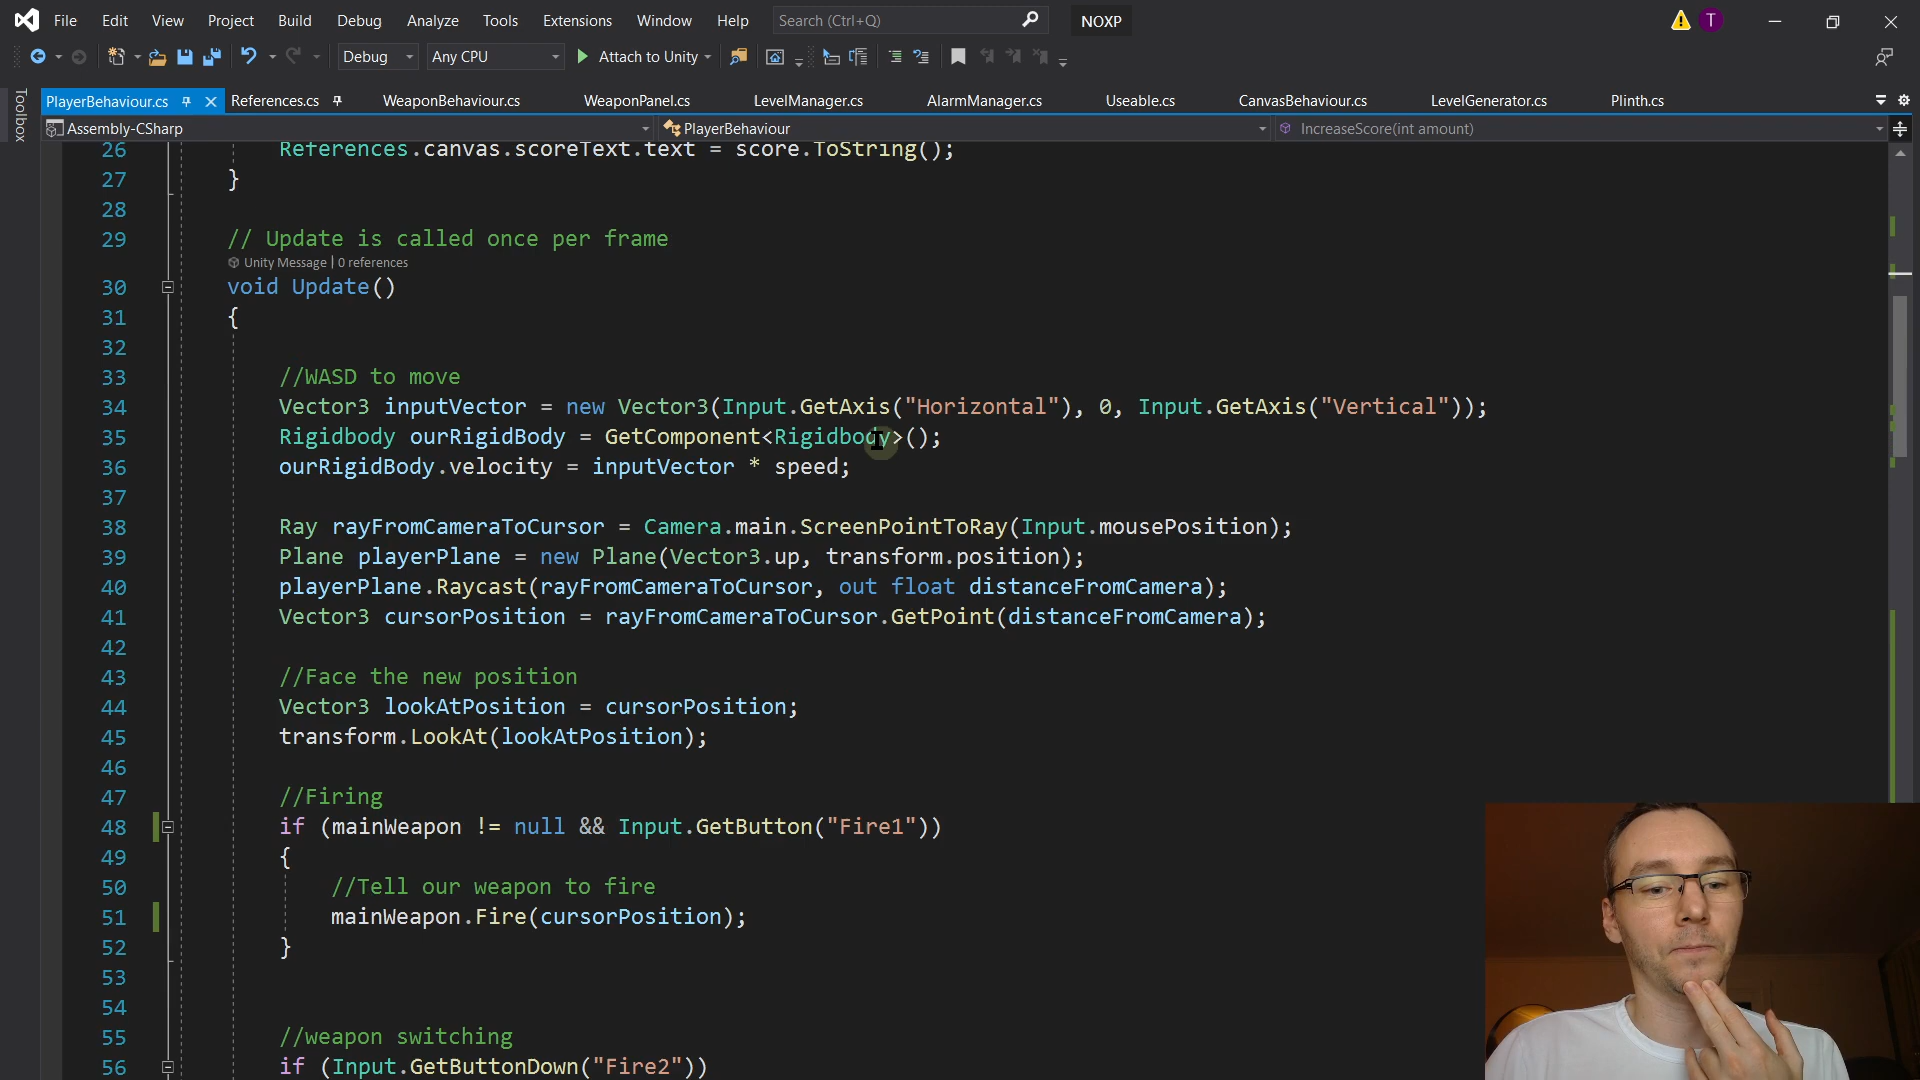 File Edit View Project Build Debug Analyze Tools Extensions Window Help Search (Ctrl+Q) NOXP T
Debug Any CPU Attach to Unity
Toolbox
PlayerBehaviour.cs References.cs WeaponBehaviour.cs WeaponPanel.cs LevelManager.cs AlarmManager.cs Useable.cs CanvasBehaviour.cs LevelGenerator.cs Plinth.cs
Assembly-CSharp PlayerBehaviour IncreaseScore(int amount)
26 References.canvas.scoreText.text = score.ToString();
27 }
28
29 // Update is called once per frame
Unity Message | 0 references
30 void Update()
31 {
32
33 //WASD to move
34 Vector3 inputVector = new Vector3(Input.GetAxis("Horizontal"), 0, Input.GetAxis("Vertical"));
35 Rigidbody ourRigidBody = GetComponent<Rigidbody>();
36 ourRigidBody.velocity = inputVector * speed;
37
38 Ray rayFromCameraToCursor = Camera.main.ScreenPointToRay(Input.mousePosition);
39 Plane playerPlane = new Plane(Vector3.up, transform.position);
40 playerPlane.Raycast(rayFromCameraToCursor, out float distanceFromCamera);
41 Vector3 cursorPosition = rayFromCameraToCursor.GetPoint(distanceFromCamera);
42
43 //Face the new position
44 Vector3 lookAtPosition = cursorPosition;
45 transform.LookAt(lookAtPosition);
46
47 //Firing
48 if (mainWeapon != null && Input.GetButton("Fire1"))
49 {
50 //Tell our weapon to fire
51 mainWeapon.Fire(cursorPosition);
52 }
53
54
55 //weapon switching
56 if (Input.GetButtonDown("Fire2"))